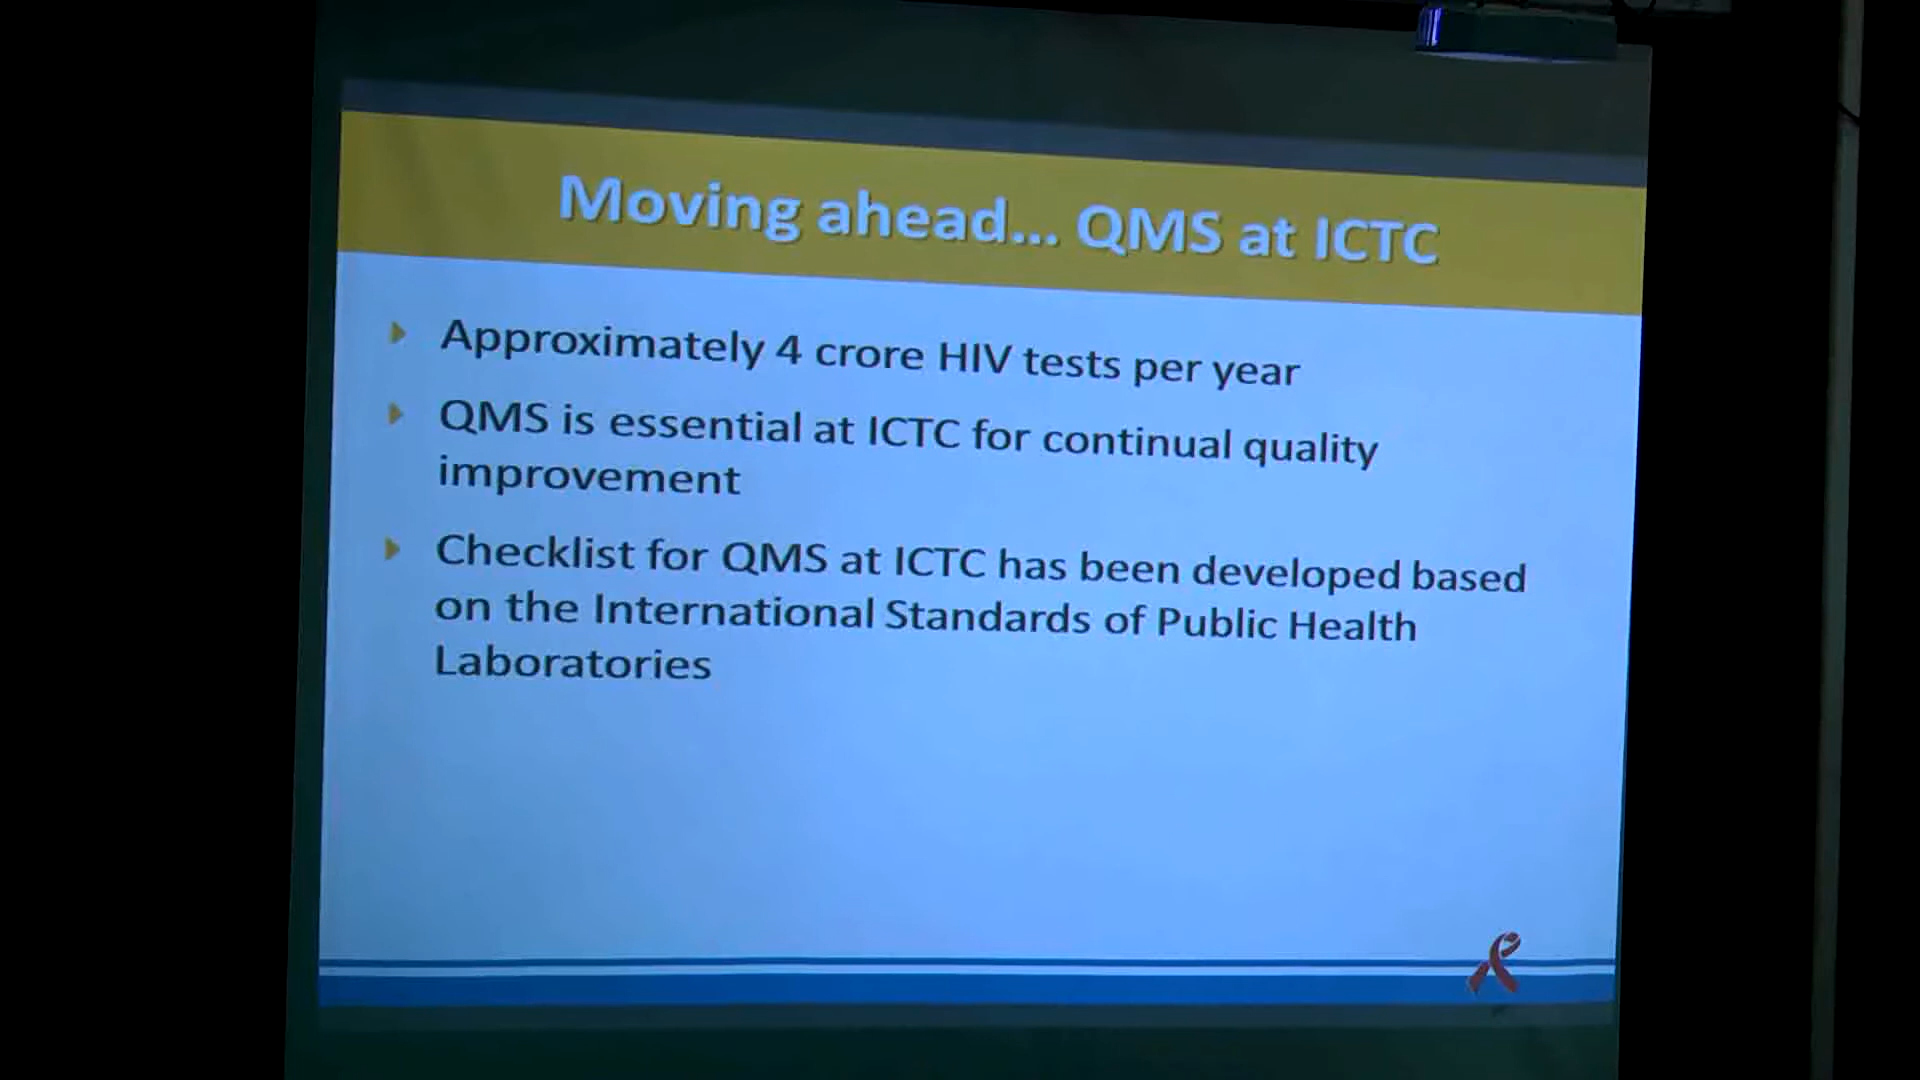 Moving ahead... QMS at ICTC
Approximately 4 crore HIV tests per year
QMS is essential at ICTC for continual quality
improvement
Checklist for QMS at ICTC has been developed based
on the International Standards of Public Health
Laboratories